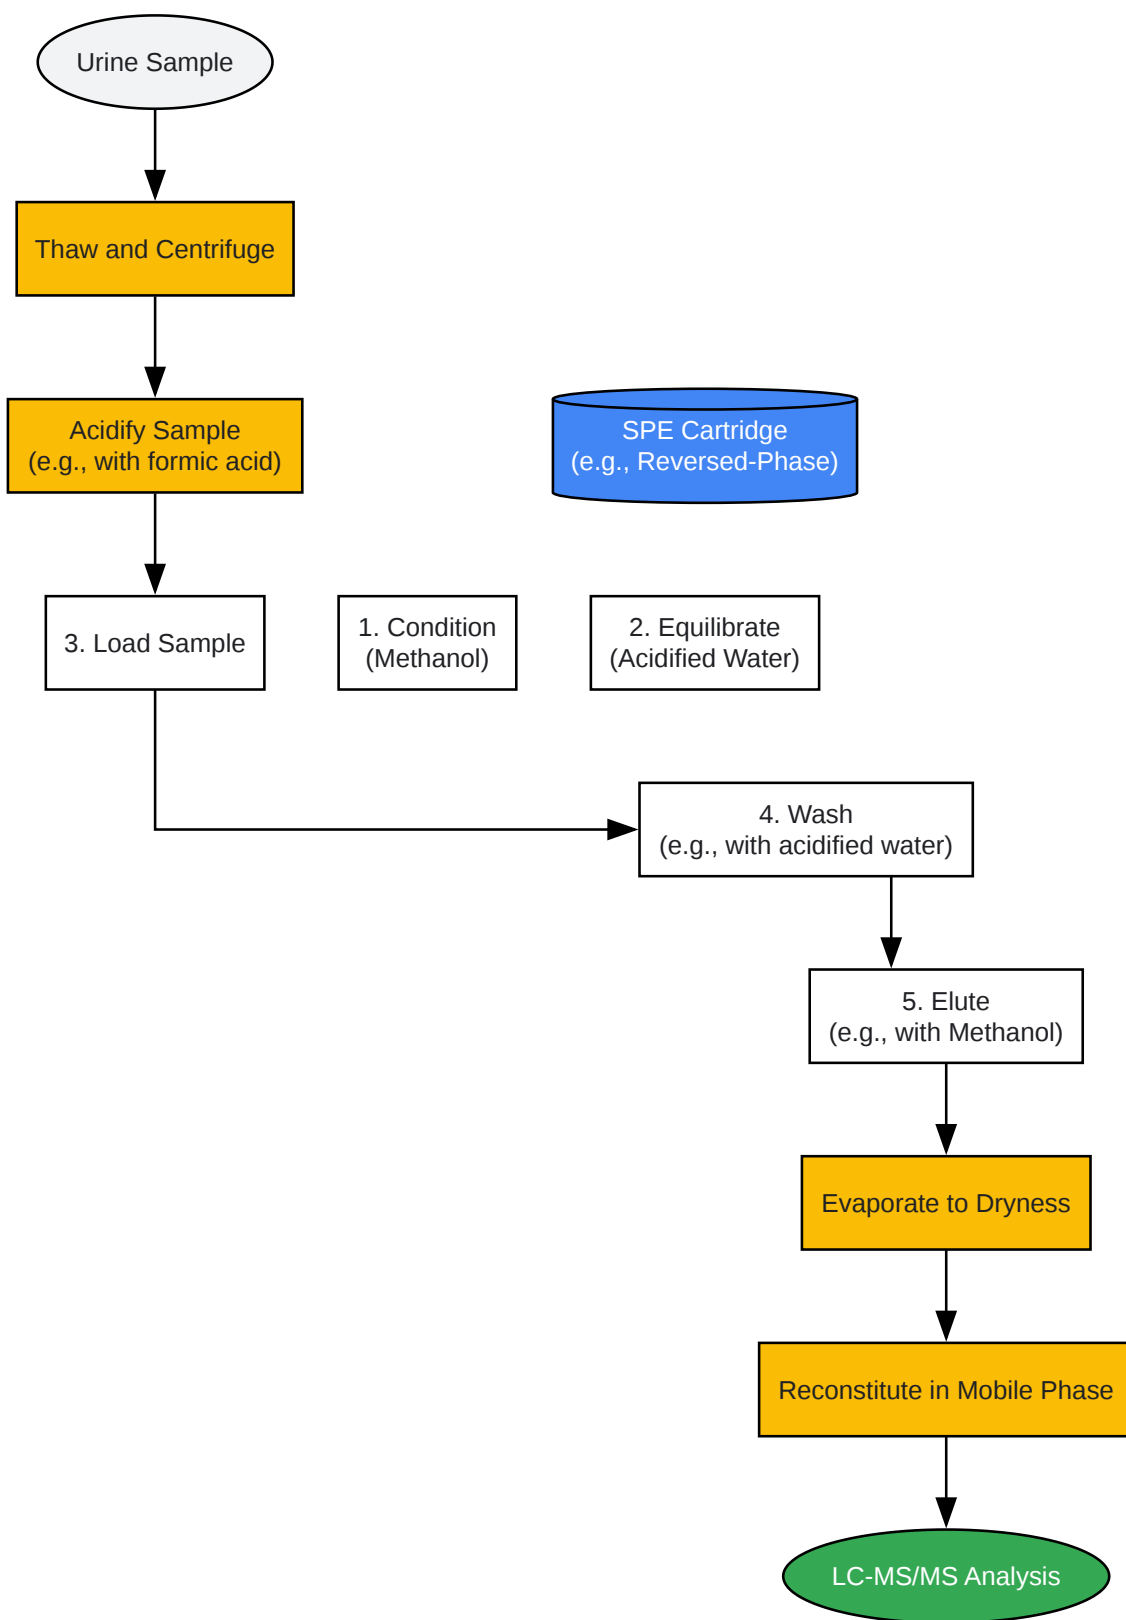 Urine Sample
Thaw and Centrifuge
Acidify Sample
(e.g., with formic acid)
SPE Cartridge
(e.g., Reversed-Phase)
3. Load Sample
1. Condition
(Methanol)
2. Equilibrate
(Acidified Water)
4. Wash
(e.g., with acidified water)
5. Elute
(e.g., with Methanol)
Evaporate to Dryness
Reconstitute in Mobile Phase
LC-MS/MS Analysis